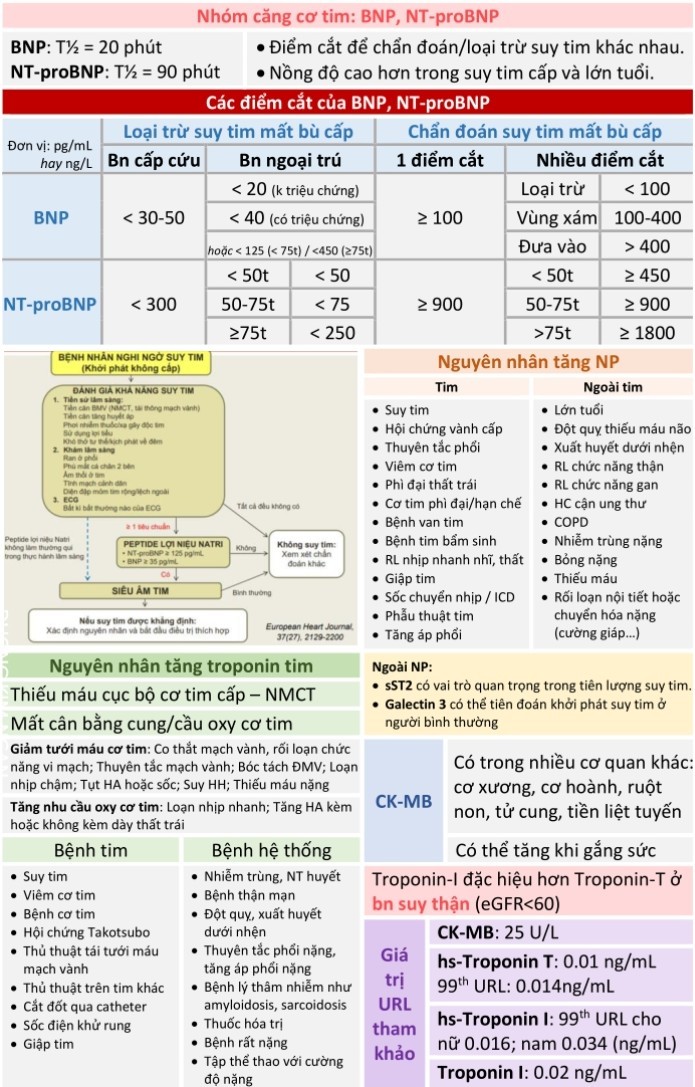 Nhóm căng cơ tim: BNP, NT-proBNP
BNP: T½ = 20 phút
NT-proBNP: T½ = 90 phút
• Điểm cắt để chẩn đoán/loại trừ suy tim khác nhau.
• Nồng độ cao hơn trong suy tim cấp và lớn tuổi.
Các điểm cắt của BNP, NT-proBNP
Đơn vị: pg/mL
hay ng/L
Loại trừ suy tim mất bù cấp
Chẩn đoán suy tim mất bù cấp
Bn cấp cứu
Bn ngoại trú
1 điểm cắt
Nhiều điểm cắt
BNP
< 30-50
< 20 (k triệu chứng)
< 40 (có triệu chứng)
hoặc < 125 (< 75t) / <450 (≥75t)
≥ 100
Loại trừ < 100
Vùng xám 100-400
Đưa vào > 400
NT-proBNP
< 300
< 50t < 50
50-75t < 75
≥75t < 250
≥ 900
< 50t ≥ 450
50-75t ≥ 900
>75t ≥ 1800
BỆNH NHÂN NGHI NGỜ SUY TIM
(Khởi phát không cấp)
ĐÁNH GIÁ KHẢ NĂNG SUY TIM
1. Tiền sử lâm sàng:
Tiền căn BMV (NMCT, tái thông mạch vành)
Tiền căn tăng huyết áp
Phơi nhiễm thuốc/xạ gây độc tim
Sử dụng lợi tiểu
Khó thở tư thế/kịch phát về đêm
2. Khám lâm sàng
Ran ở phổi
Phù mắt cá chân 2 bên
Âm thổi ở tim
Tĩnh mạch cảnh dãn
Diện đập mỏm tim rộng/lệch ngoài
3. ECG
Bất kì bất thường nào của ECG
Tất cả đều không có
≥ 1 tiêu chuẩn
Peptide lợi niệu Natri
không làm thường qui
trong thực hành lâm sàng
PEPTIDE LỢI NIỆU NATRI
• NT-proBNP ≥ 125 pg/mL
• BNP ≥ 35 pg/mL
Không
Không suy tim:
Xem xét chẩn
đoán khác
Có
SIÊU ÂM TIM
Bình thường
Nếu suy tim được khẳng định:
Xác định nguyên nhân và bắt đầu điều trị thích hợp
European Heart Journal,
37(27), 2129-2200
Nguyên nhân tăng NP
Tim
• Suy tim
• Hội chứng vành cấp
• Thuyên tắc phổi
• Viêm cơ tim
• Phì đại thất trái
• Cơ tim phì đại/hạn chế
• Bệnh van tim
• Bệnh tim bẩm sinh
• RL nhịp nhanh nhĩ, thất
• Giập tim
• Sốc chuyển nhịp / ICD
• Phẫu thuật tim
• Tăng áp phổi
Ngoài tim
• Lớn tuổi
• Đột quỵ thiếu máu não
• Xuất huyết dưới nhện
• RL chức năng thận
• RL chức năng gan
• HC cận ung thư
• COPD
• Nhiễm trùng nặng
• Bỏng nặng
• Thiếu máu
• Rối loạn nội tiết hoặc
chuyển hóa nặng
(cường giáp...)
Nguyên nhân tăng troponin tim
Thiếu máu cục bộ cơ tim cấp – NMCT
Mất cân bằng cung/cầu oxy cơ tim
Giảm tưới máu cơ tim: Co thắt mạch vành, rối loạn chức
năng vi mạch; Thuyên tắc mạch vành; Bóc tách ĐMV; Loạn
nhịp chậm; Tụt HA hoặc sốc; Suy HH; Thiếu máu nặng
Tăng nhu cầu oxy cơ tim: Loạn nhịp nhanh; Tăng HA kèm
hoặc không kèm dày thất trái
Bệnh tim
• Suy tim
• Viêm cơ tim
• Bệnh cơ tim
• Hội chứng Takotsubo
• Thủ thuật tái tưới máu
mạch vành
• Thủ thuật trên tim khác
• Cắt đốt qua catheter
• Sốc điện khử rung
• Giập tim
Bệnh hệ thống
• Nhiễm trùng, NT huyết
• Bệnh thận mạn
• Đột quỵ, xuất huyết
dưới nhện
• Thuyên tắc phổi nặng,
tăng áp phổi nặng
• Bệnh lý thâm nhiễm như
amyloidosis, sarcoidosis
• Thuốc hóa trị
• Bệnh rất nặng
• Tập thể thao với cường
độ nặng
Ngoài NP:
• sST2 có vai trò quan trọng trong tiên lượng suy tim.
• Galectin 3 có thể tiên đoán khởi phát suy tim ở
người bình thường
CK-MB
Có trong nhiều cơ quan khác:
cơ xương, cơ hoành, ruột
non, tử cung, tiền liệt tuyến
Có thể tăng khi gắng sức
Troponin-I đặc hiệu hơn Troponin-T ở
bn suy thận (eGFR<60)
Giá
trị
URL
tham
khảo
CK-MB: 25 U/L
hs-Troponin T: 0.01 ng/mL
99th URL: 0.014ng/mL
hs-Troponin I: 99th URL cho
nữ 0.016; nam 0.034 (ng/mL)
Troponin I: 0.02 ng/mL